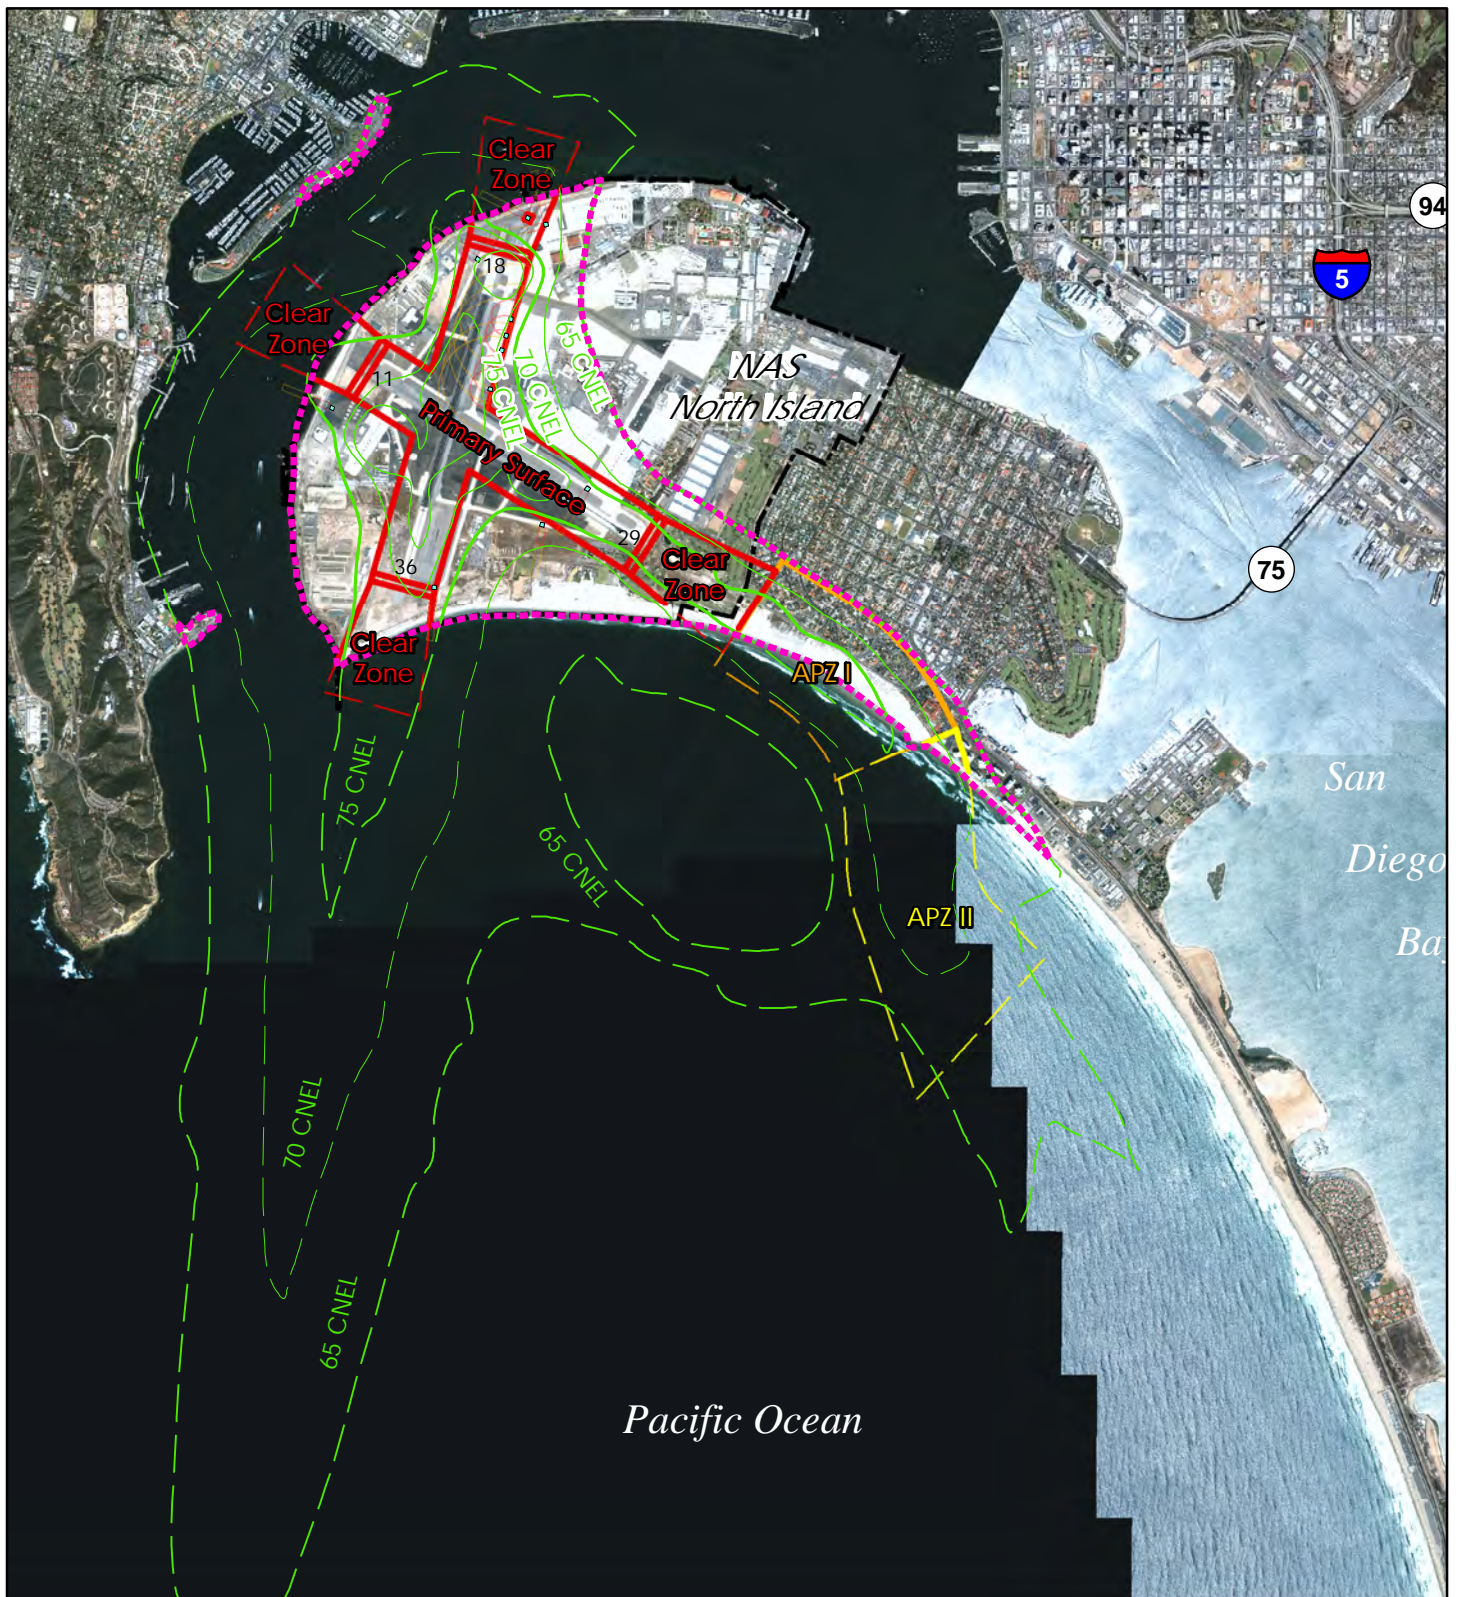 Clear
Zone
94
5
18
Clear
Zone
65 CNEL
70 CNEL
75 CNEL
NAS
North Island
11
Primary Surface
29
Clear
Zone
36
75
Clear
Zone
APZ I
75 CNEL
San
Diego
65 CNEL
APZ II
70 CNEL
65 CNEL
Pacific Ocean